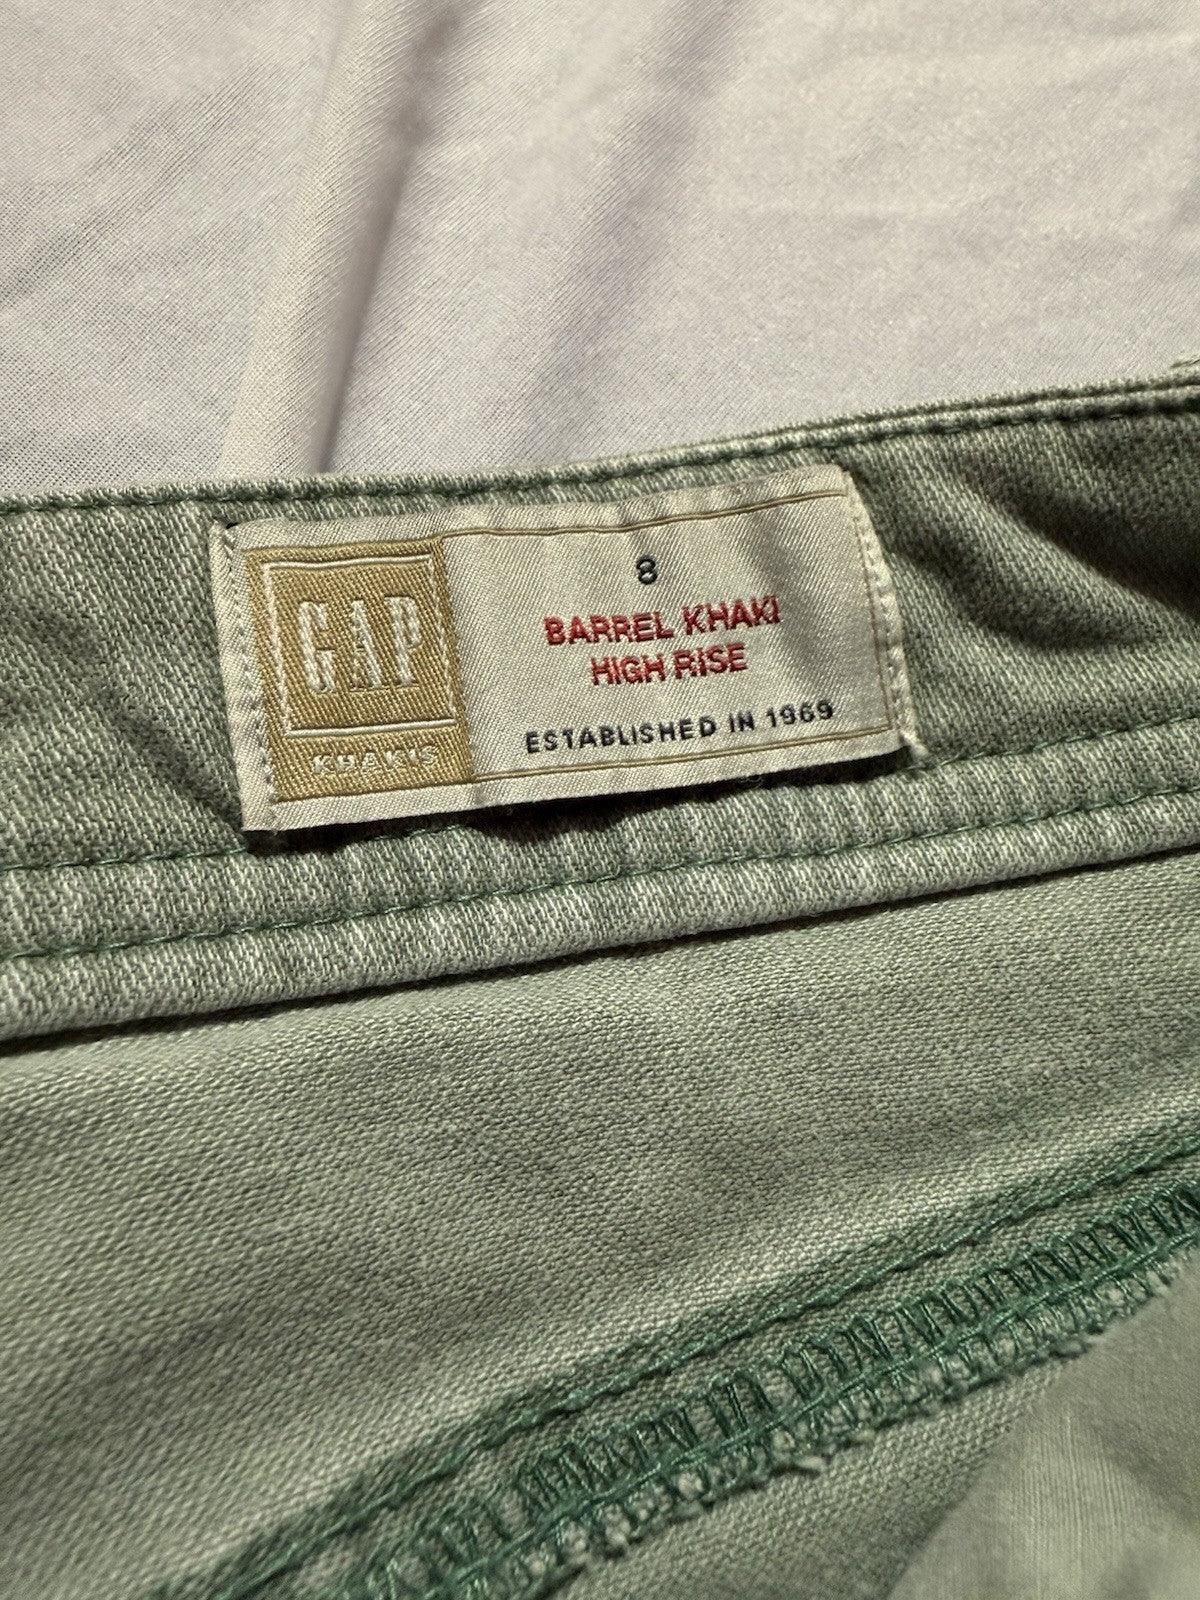 GAP
KHAKIS
8
BARREL KHAKI
HIGH RISE
ESTABLISHED IN 1969